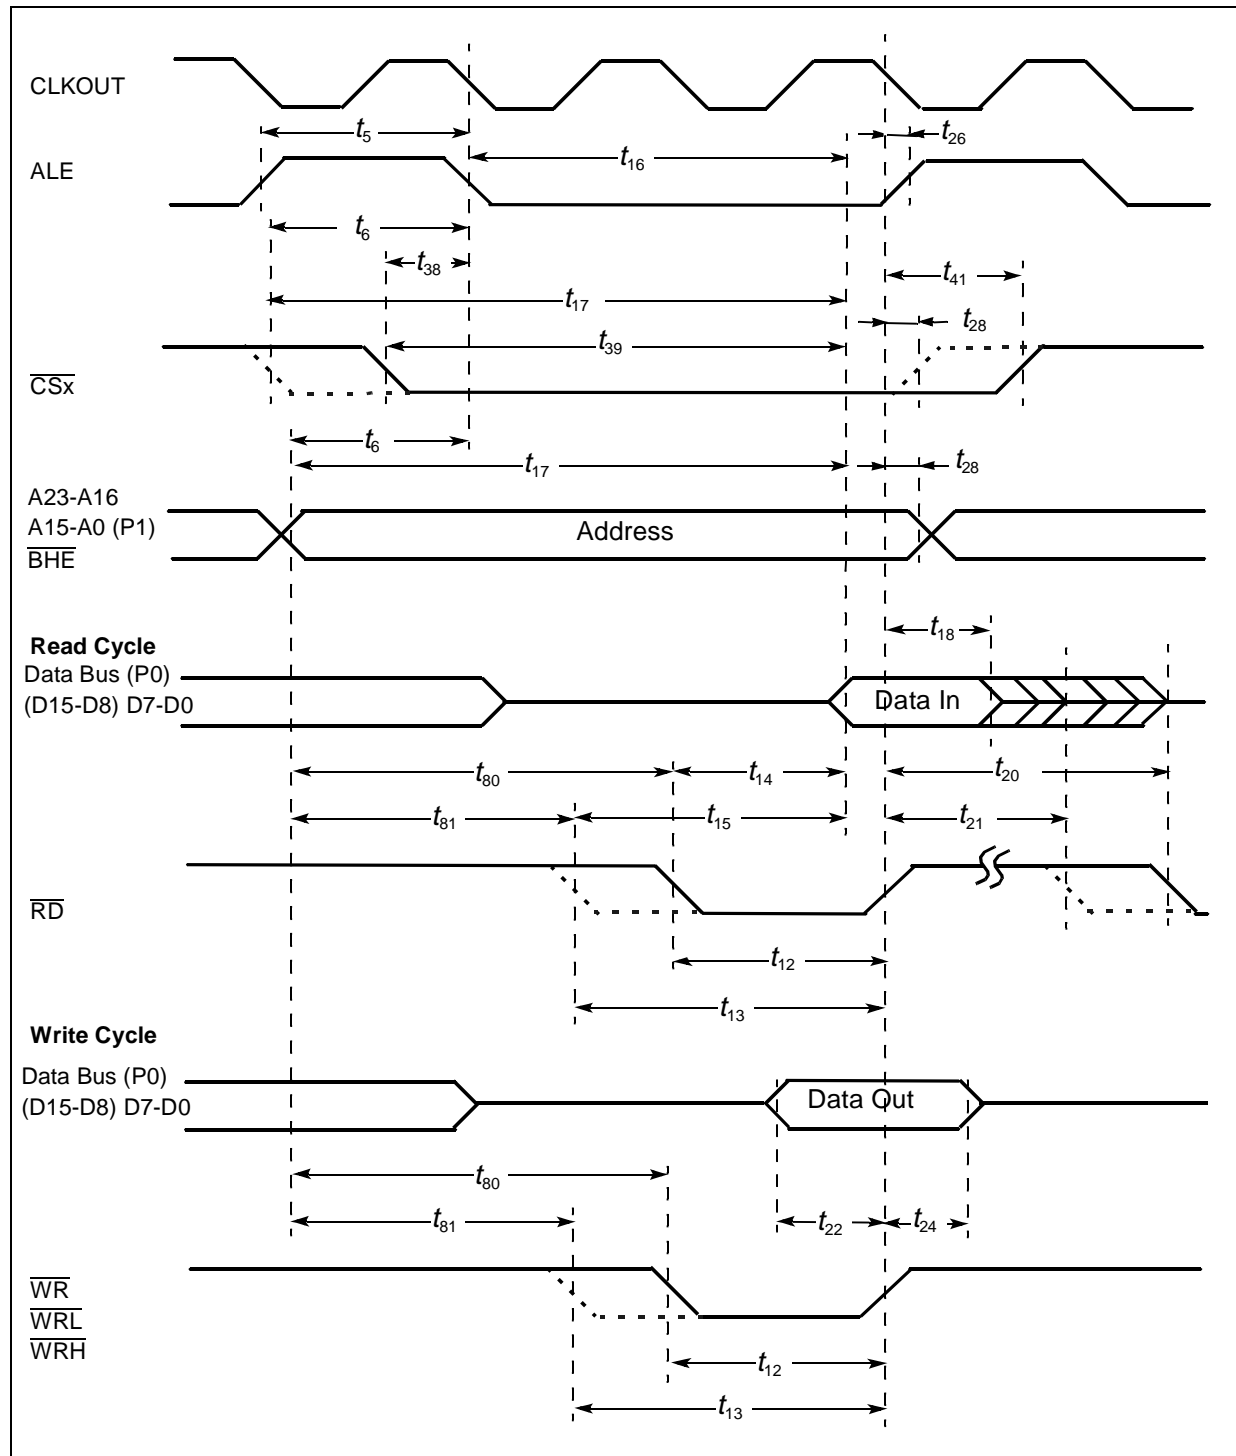 CLKOUT
t5
t26
ALE
t16
t6
t38
t41
t17
t28
t39
CSx
t6
t17
t28
A23-A16
A15-A0 (P1)
Address
BHE
t18
Read Cycle
Data Bus (P0)
(D15-D8) D7-D0
Data In
t80
t14
t20
t81
t15
t21
RD
t12
t13
Write Cycle
Data Bus (P0)
(D15-D8) D7-D0
Data Out
t80
t81
t22
t24
WR
WRL
WRH
t12
t13